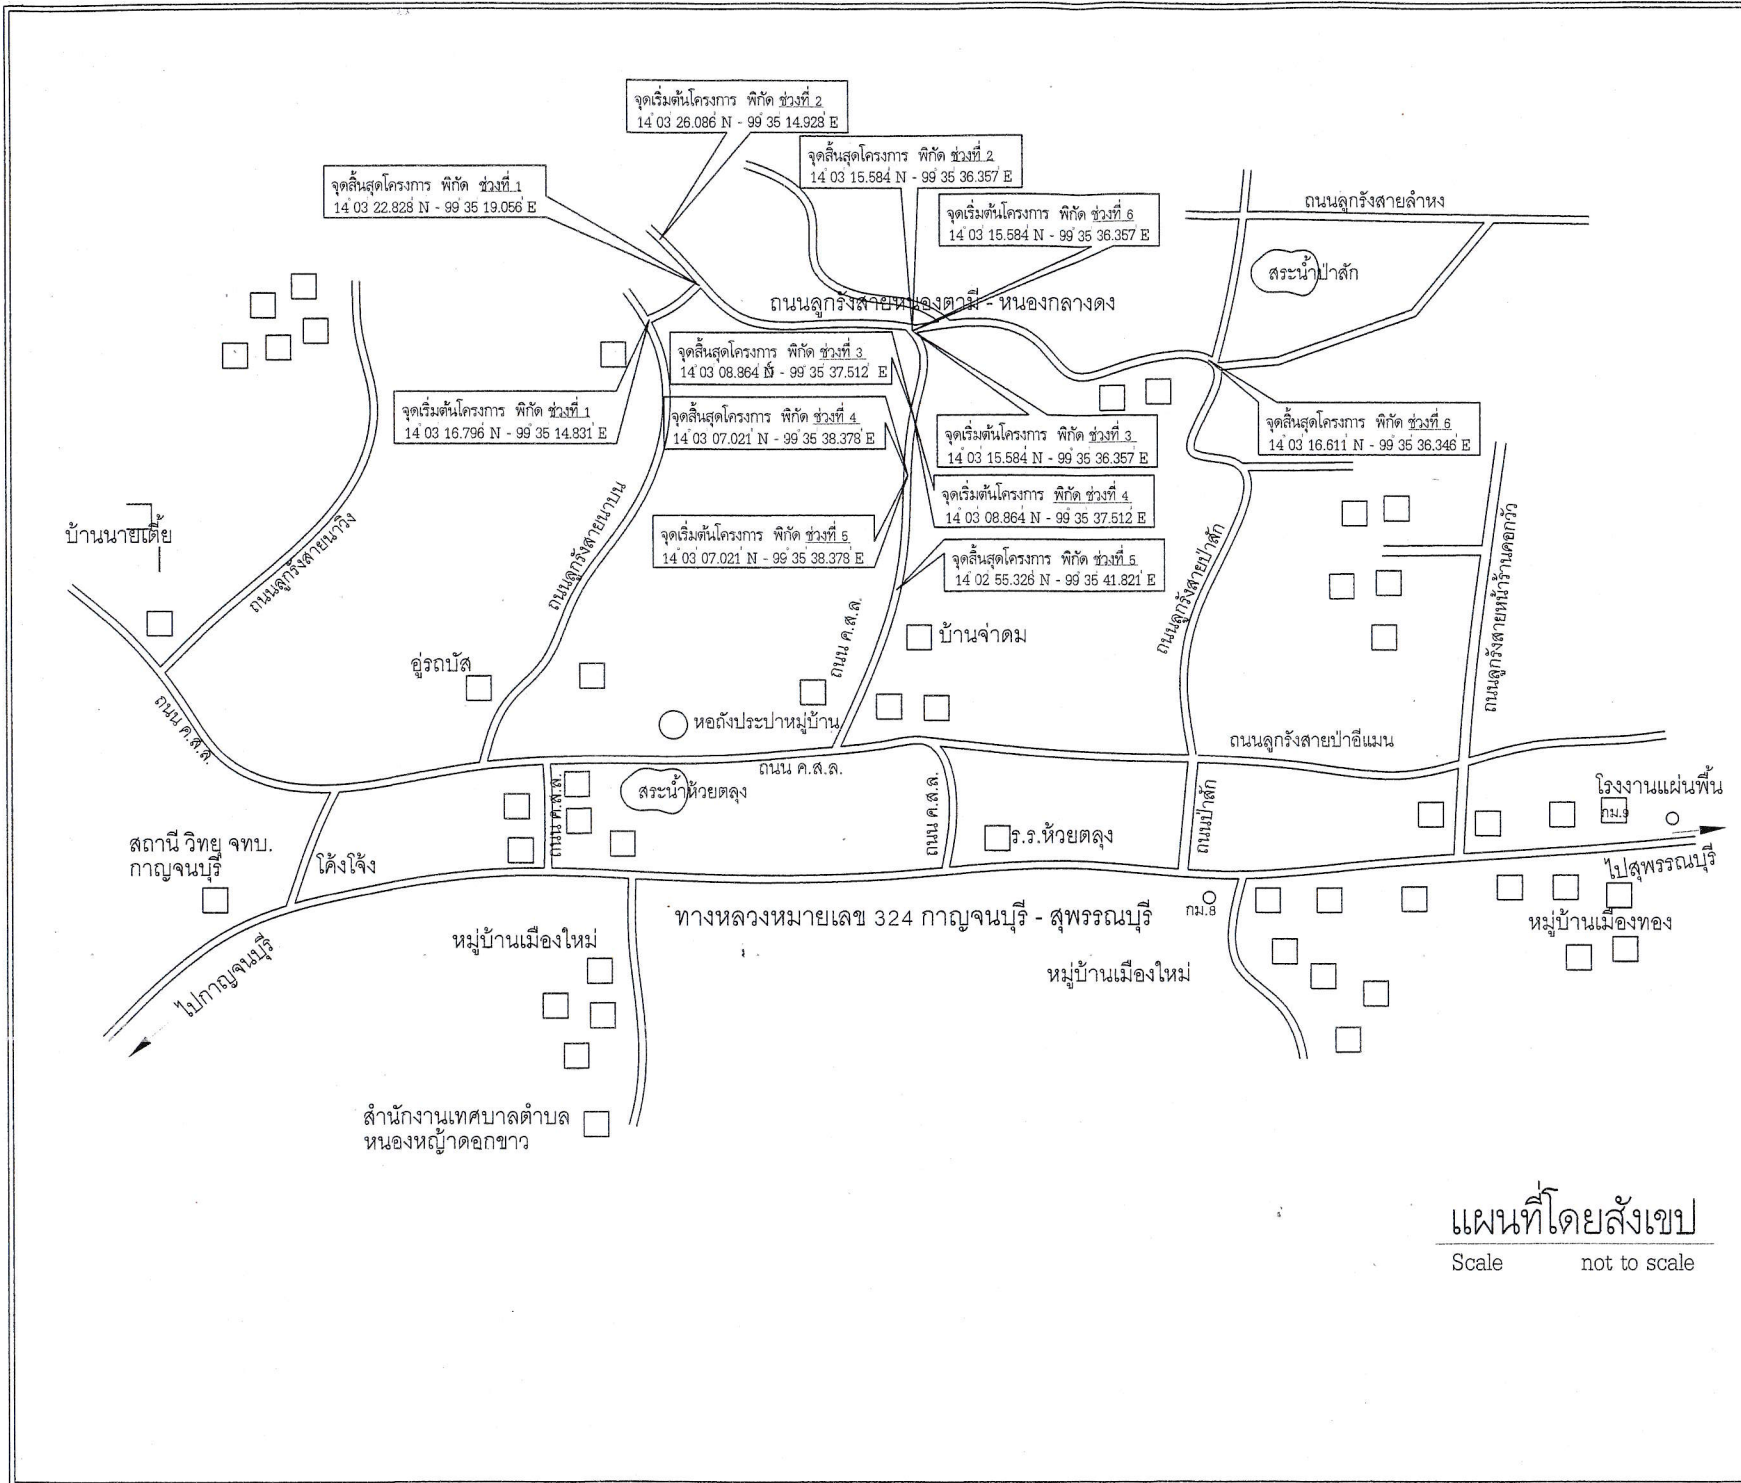 จุดเริ่มต้นโครงการ พิกัด ช่วงที่ 2
14° 03' 26.086" N - 99° 35' 14.928" E
จุดสิ้นสุดโครงการ พิกัด ช่วงที่ 2
14° 03' 15.584" N - 99° 35' 36.357" E
จุดสิ้นสุดโครงการ พิกัด ช่วงที่ 1
14° 03' 22.828" N - 99° 35' 19.056" E
จุดเริ่มต้นโครงการ พิกัด ช่วงที่ 6
14° 03' 15.584" N - 99° 35' 36.357" E
ถนนลูกรังสายลำหง
สระน้ำป่าสัก
ถนนลูกรังสายหนองตามี - หนองกลางดง
จุดสิ้นสุดโครงการ พิกัด ช่วงที่ 3
14° 03' 08.864" N - 99° 35' 37.512" E
จุดเริ่มต้นโครงการ พิกัด ช่วงที่ 1
14° 03' 16.796" N - 99° 35' 14.831" E
จุดสิ้นสุดโครงการ พิกัด ช่วงที่ 4
14° 03' 07.021" N - 99° 35' 38.378" E
จุดเริ่มต้นโครงการ พิกัด ช่วงที่ 3
14° 03' 15.584" N - 99° 35' 36.357" E
จุดสิ้นสุดโครงการ พิกัด ช่วงที่ 6
14° 03' 16.611" N - 99° 35' 36.346" E
จุดเริ่มต้นโครงการ พิกัด ช่วงที่ 4
14° 03' 08.864" N - 99° 35' 37.512" E
บ้านนายเตี้ย
จุดเริ่มต้นโครงการ พิกัด ช่วงที่ 5
14° 03' 07.021" N - 99° 35' 38.378" E
จุดสิ้นสุดโครงการ พิกัด ช่วงที่ 5
14° 02' 55.326" N - 99° 35' 41.821" E
ถนนลูกรังสายนาวิง
ถนนลูกรังสายนาบน
ถนนลูกรังสายป่าสัก
ถนนลูกรังสายหน้าร้านคอกวัว
ถนน ค.ส.ล.
บ้านจ่าดม
อู่รถบัส
หอถังประปาหมู่บ้าน
ถนน ค.ส.ล.
ถนนลูกรังสายป่าอีแมน
ถนน ค.ส.ล.
สระน้ำห้วยตลุง
ถนน ค.ส.ล.
ถนน ค.ส.ล.
ถนนป่าสัก
โรงงานแผ่นพื้น
กม.9
สถานี วิทยุ จทบ.
กาญจนบุรี
โค้งโจ้ง
ร.ร.ห้วยตลุง
ไปสุพรรณบุรี
ทางหลวงหมายเลข 324 กาญจนบุรี - สุพรรณบุรี
กม.8
หมู่บ้านเมืองทอง
หมู่บ้านเมืองใหม่
หมู่บ้านเมืองใหม่
ไปกาญจนบุรี
สำนักงานเทศบาลตำบล
หนองหญ้าดอกขาว
แผนที่โดยสังเขป
Scale not to scale